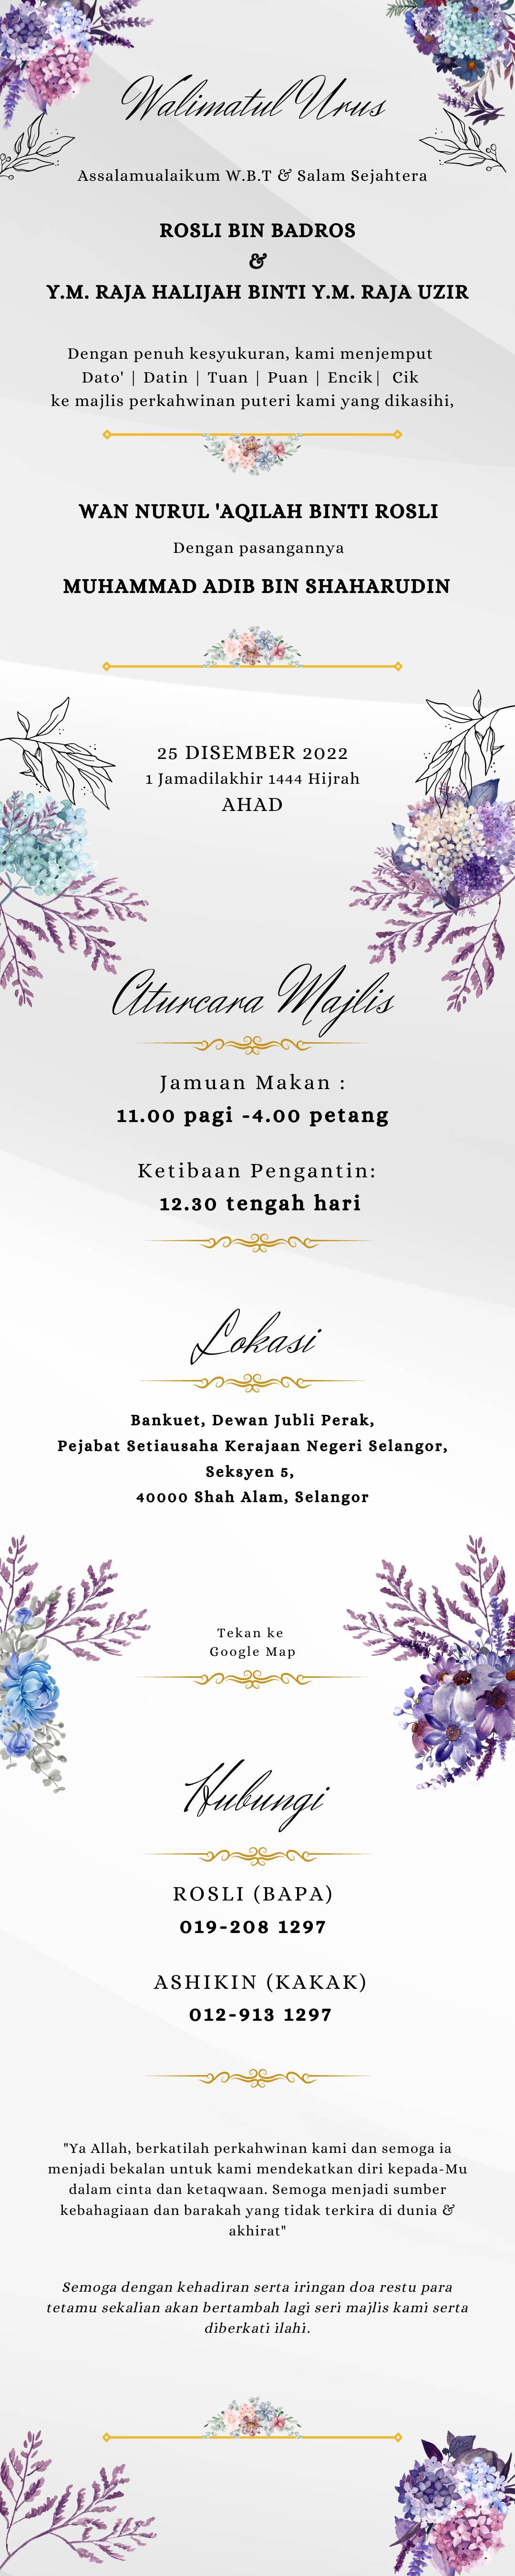 Walimatul Urus
Assalamualaikum W.B.T & Salam Sejahtera
ROSLI BIN BADROS
&
Y.M. RAJA HALIJAH BINTI Y.M. RAJA UZIR
Dengan penuh kesyukuran, kami menjemput
Dato' | Datin | Tuan | Puan | Encik| Cik
ke majlis perkahwinan puteri kami yang dikasihi,
WAN NURUL 'AQILAH BINTI ROSLI
Dengan pasangannya
MUHAMMAD ADIB BIN SHAHARUDIN
25 DISEMBER 2022
1 Jamadilakhir 1444 Hijrah
AHAD
Aturcara Majlis
Jamuan Makan :
11.00 pagi -4.00 petang
Ketibaan Pengantin:
12.30 tengah hari
Lokasi
Bankuet, Dewan Jubli Perak,
Pejabat Setiausaha Kerajaan Negeri Selangor,
Seksyen 5,
40000 Shah Alam, Selangor
Tekan ke
Google Map
Hubungi
ROSLI (BAPA)
019-208 1297
ASHIKIN (KAKAK)
012-913 1297
"Ya Allah, berkatilah perkahwinan kami dan semoga ia
menjadi bekalan untuk kami mendekatkan diri kepada-Mu
dalam cinta dan ketaqwaan. Semoga menjadi sumber
kebahagiaan dan barakah yang tidak terkira di dunia &
akhirat"
Semoga dengan kehadiran serta iringan doa restu para
tetamu sekalian akan bertambah lagi seri majlis kami serta
diberkati ilahi.